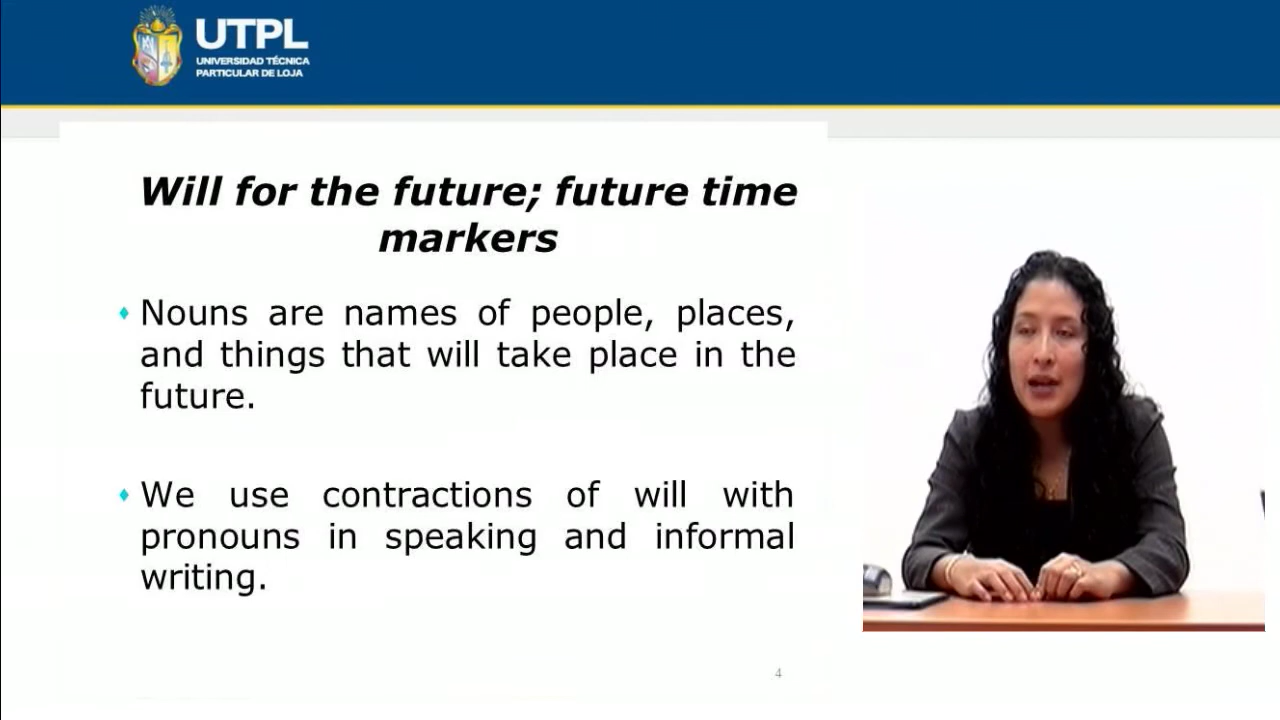 UTPL
UNIVERSIDAD TÉCNICA
PARTICULAR DE LOJA
Will for the future; future time
markers
Nouns are names of people, places,
and things that will take place in the
future.
We use contractions of will with
pronouns in speaking and informal
writing.
4